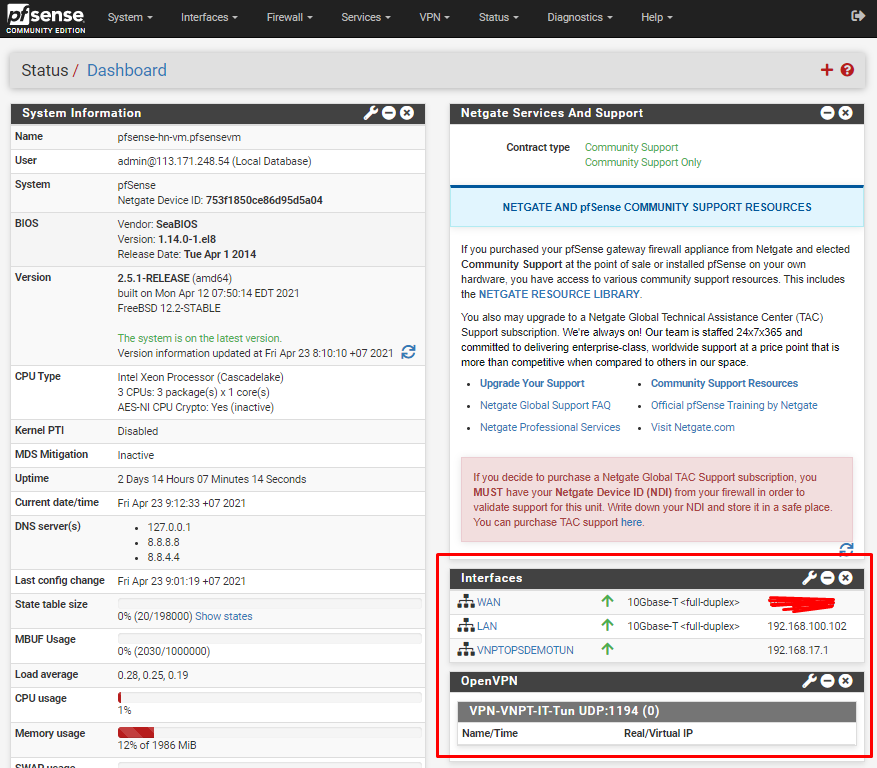 pfsense
COMMUNITY EDITION
System
Interfaces
Firewall
Services
VPN
Status
Diagnostics
Help
Status / Dashboard
System Information
Name pfsense-hn-vm.pfsensevm
User admin@113.171.248.54 (Local Database)
System pfSense
Netgate Device ID: 753f1850ce86d95d5a04
BIOS Vendor: SeaBIOS
Version: 1.14.0-1.el8
Release Date: Tue Apr 1 2014
Version 2.5.1-RELEASE (amd64)
built on Mon Apr 12 07:50:14 EDT 2021
FreeBSD 12.2-STABLE
The system is on the latest version.
Version information updated at Fri Apr 23 8:10:10 +07 2021
CPU Type Intel Xeon Processor (Cascadelake)
3 CPUs: 3 package(s) x 1 core(s)
AES-NI CPU Crypto: Yes (inactive)
Kernel PTI Disabled
MDS Mitigation Inactive
Uptime 2 Days 14 Hours 07 Minutes 14 Seconds
Current date/time Fri Apr 23 9:12:33 +07 2021
DNS server(s) • 127.0.0.1
• 8.8.8.8
• 8.8.4.4
Last config change Fri Apr 23 9:01:19 +07 2021
State table size
0% (20/198000) Show states
MBUF Usage
0% (2030/1000000)
Load average 0.28, 0.25, 0.19
CPU usage
1%
Memory usage
12% of 1986 MiB
SWAP usage
Netgate Services And Support
Contract type Community Support
Community Support Only
NETGATE AND pfSense COMMUNITY SUPPORT RESOURCES
If you purchased your pfSense gateway firewall appliance from Netgate and elected
Community Support at the point of sale or installed pfSense on your own
hardware, you have access to various community support resources. This includes
the NETGATE RESOURCE LIBRARY.
You also may upgrade to a Netgate Global Technical Assistance Center (TAC)
Support subscription. We're always on! Our team is staffed 24x7x365 and
committed to delivering enterprise-class, worldwide support at a price point that is
more than competitive when compared to others in our space.
• Upgrade Your Support • Community Support Resources
• Netgate Global Support FAQ • Official pfSense Training by Netgate
• Netgate Professional Services • Visit Netgate.com
If you decide to purchase a Netgate Global TAC Support subscription, you
MUST have your Netgate Device ID (NDI) from your firewall in order to
validate support for this unit. Write down your NDI and store it in a safe place.
You can purchase TAC support here.
Interfaces
WAN 10Gbase-T <full-duplex>
LAN 10Gbase-T <full-duplex> 192.168.100.102
VNPTOPSDEMOTUN 192.168.17.1
OpenVPN
VPN-VNPT-IT-Tun UDP:1194 (0)
Name/Time Real/Virtual IP